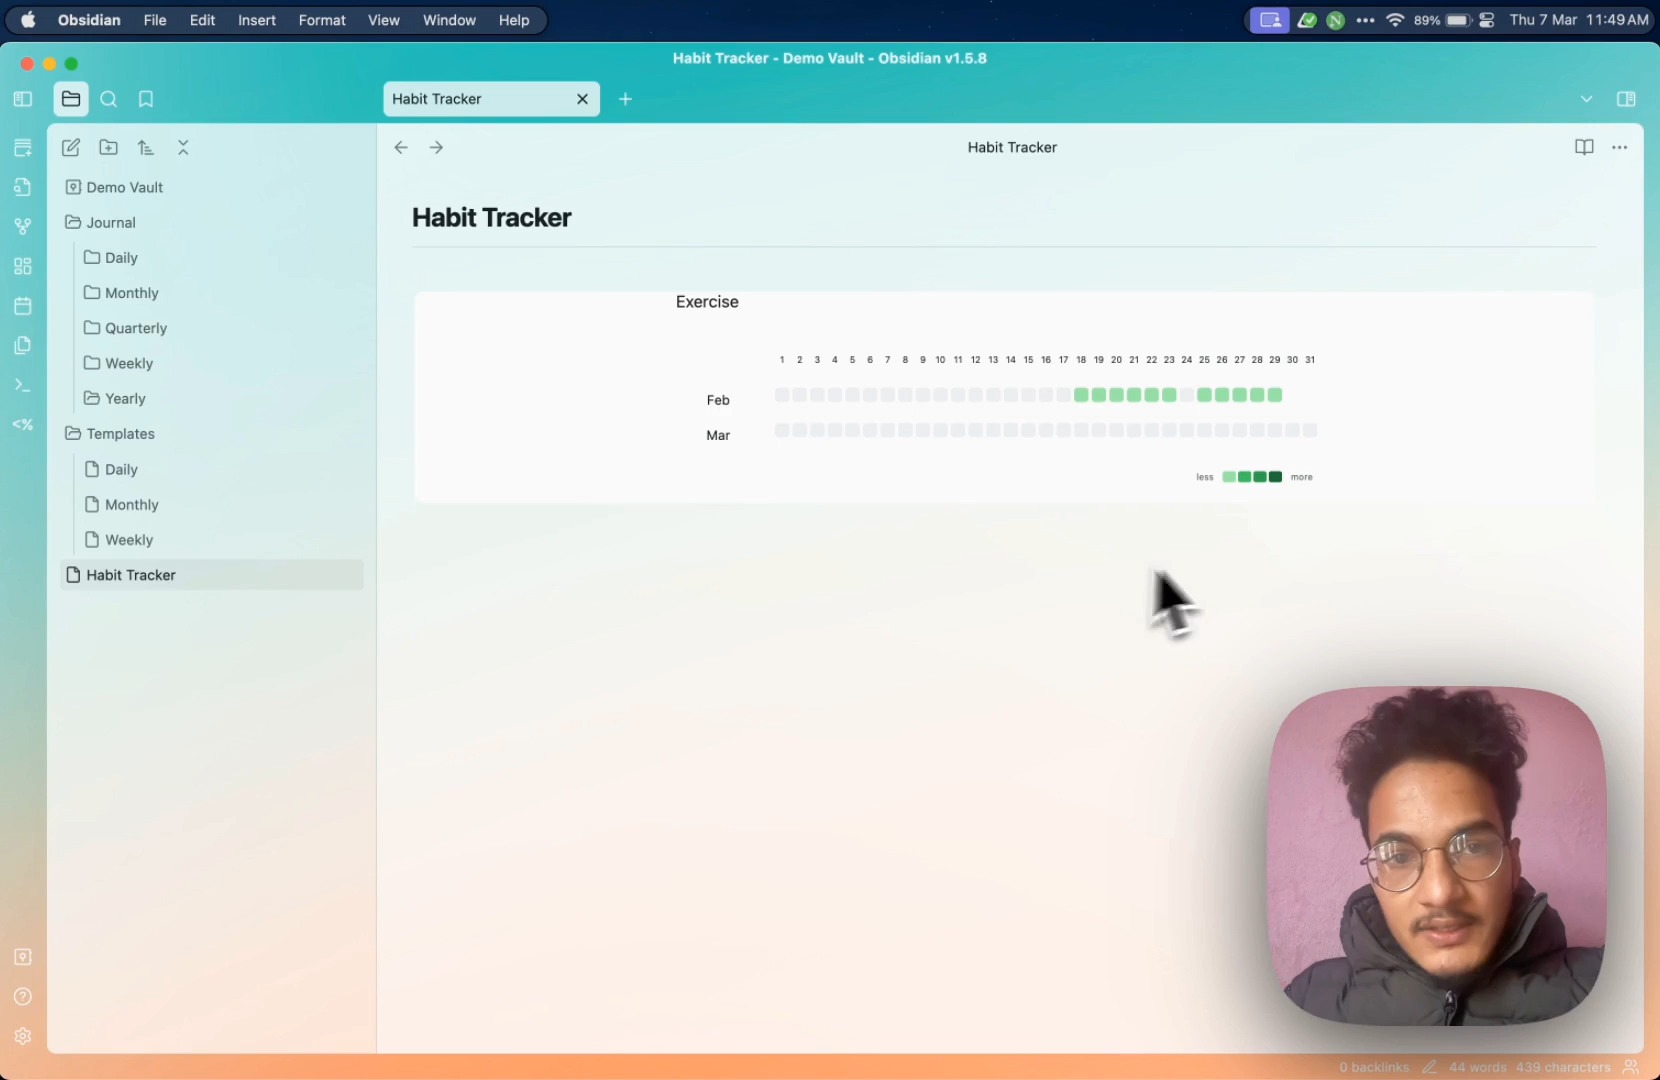 Obsidian File Edit Insert Format View Window Help
89% Thu 7 Mar 11:49 AM
Habit Tracker - Demo Vault - Obsidian v1.5.8
Habit Tracker
Habit Tracker
Demo Vault
Journal
Daily
Monthly
Quarterly
Weekly
Yearly
Templates
Daily
Monthly
Weekly
Habit Tracker
Habit Tracker
Exercise
1 2 3 4 5 6 7 8 9 10 11 12 13 14 15 16 17 18 19 20 21 22 23 24 25 26 27 28 29 30 31
Feb
Mar
less more
0 backlinks 44 words 439 characters